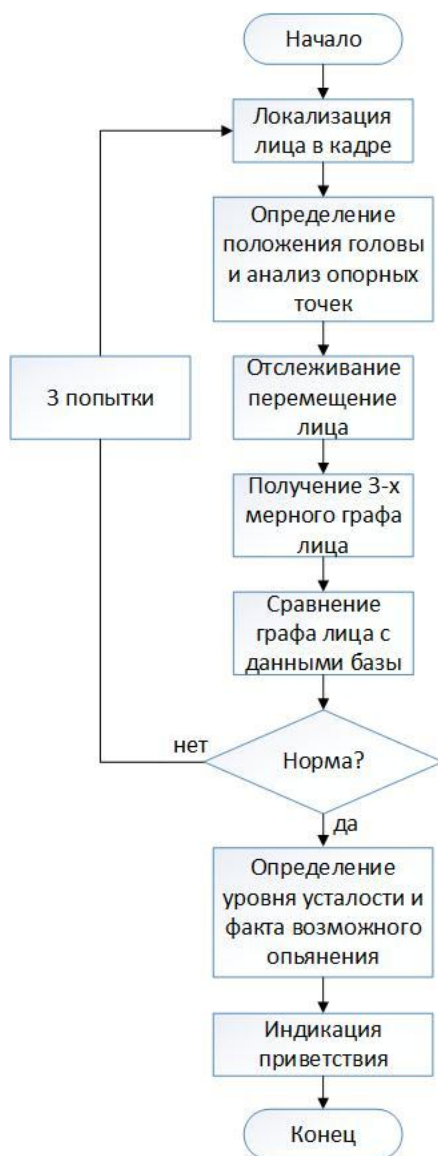 Начало
Локализация
лица в кадре
Определение
положения головы
и анализ опорных
точек
3 попытки
Отслеживание
перемещение
лица
Получение 3-х
мерного графа
лица
Сравнение
графа лица с
данными базы
нет
Норма?
да
Определение
уровня усталости и
факта возможного
опьянения
Индикация
приветствия
Конец